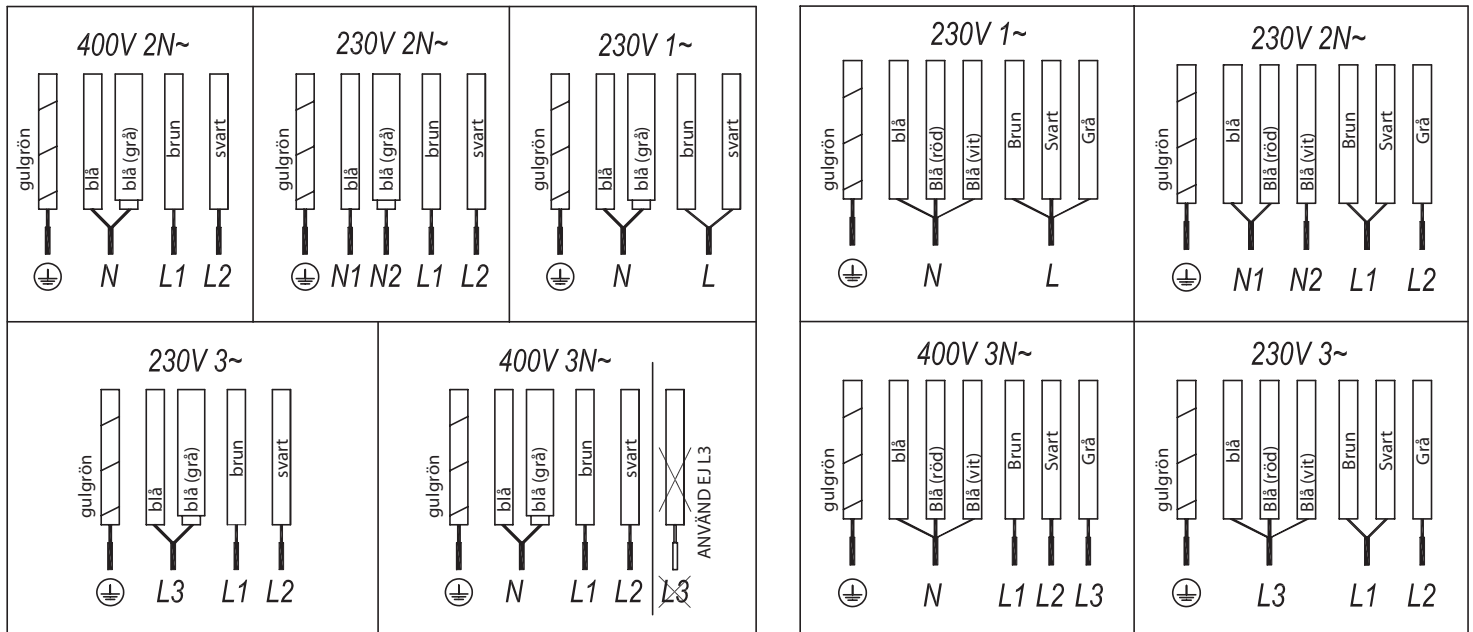 400V 2N~
gulgrön
blå
blå (grå)
brun
svart
N L1 L2
230V 2N~
gulgrön
blå
blå (grå)
brun
svart
N1 N2 L1 L2
230V 1~
gulgrön
blå
blå (grå)
brun
svart
N L
230V 3~
gulgrön
blå
blå (grå)
brun
svart
L3 L1 L2
400V 3N~
gulgrön
blå
blå (grå)
brun
svart
ANVÄND EJ L3
N L1 L2 L3
230V 1~
gulgrön
blå
Blå (röd)
Blå (vit)
Brun
Svart
Grå
N L
230V 2N~
gulgrön
blå
Blå (röd)
Blå (vit)
Brun
Svart
Grå
N1 N2 L1 L2
400V 3N~
gulgrön
blå
Blå (röd)
Blå (vit)
Brun
Svart
Grå
N L1 L2 L3
230V 3~
gulgrön
blå
Blå (röd)
Blå (vit)
Brun
Svart
Grå
L3 L1 L2